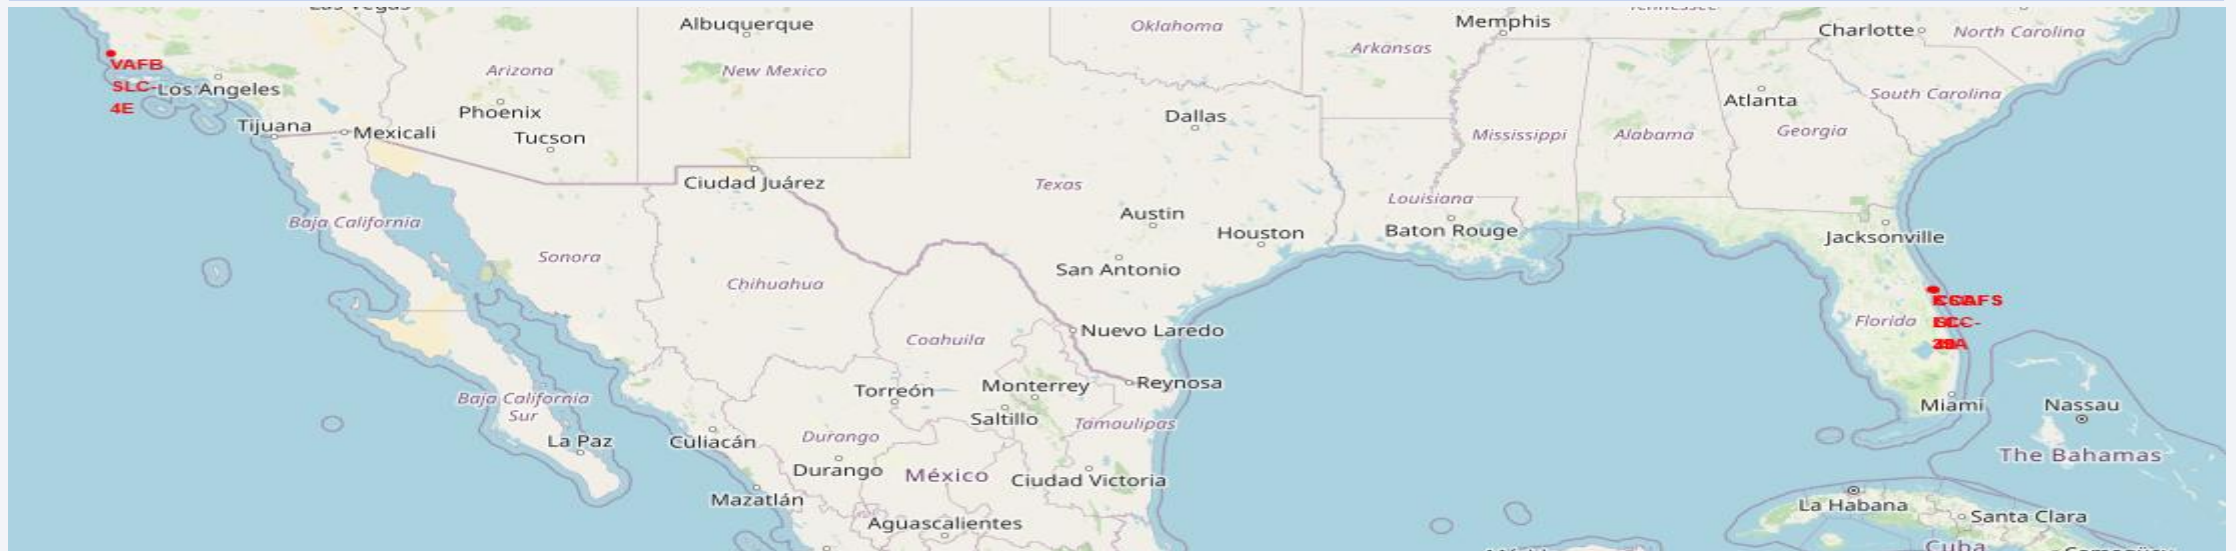 Las Vegas
Albuquerque
Oklahoma
Memphis
Tennessee
Charlotte
North Carolina
Arkansas
VAFB
SLC-
4E
Los Angeles
Arizona
New Mexico
Phoenix
Tucson
Dallas
Atlanta
South Carolina
Tijuana
Mexicali
Mississippi
Alabama
Georgia
Ciudad Juárez
Texas
Louisiana
Baja California
Austin
Houston
Baton Rouge
Jacksonville
Sonora
San Antonio
Chihuahua
Florida
Nuevo Laredo
Coahuila
Torreón
Monterrey
Reynosa
Baja California
Sur
Saltillo
Tamaulipas
Miami
Nassau
La Paz
Culiacán
Durango
Durango
México
Ciudad Victoria
The Bahamas
Mazatlán
La Habana
Santa Clara
Aguascalientes
Cuba